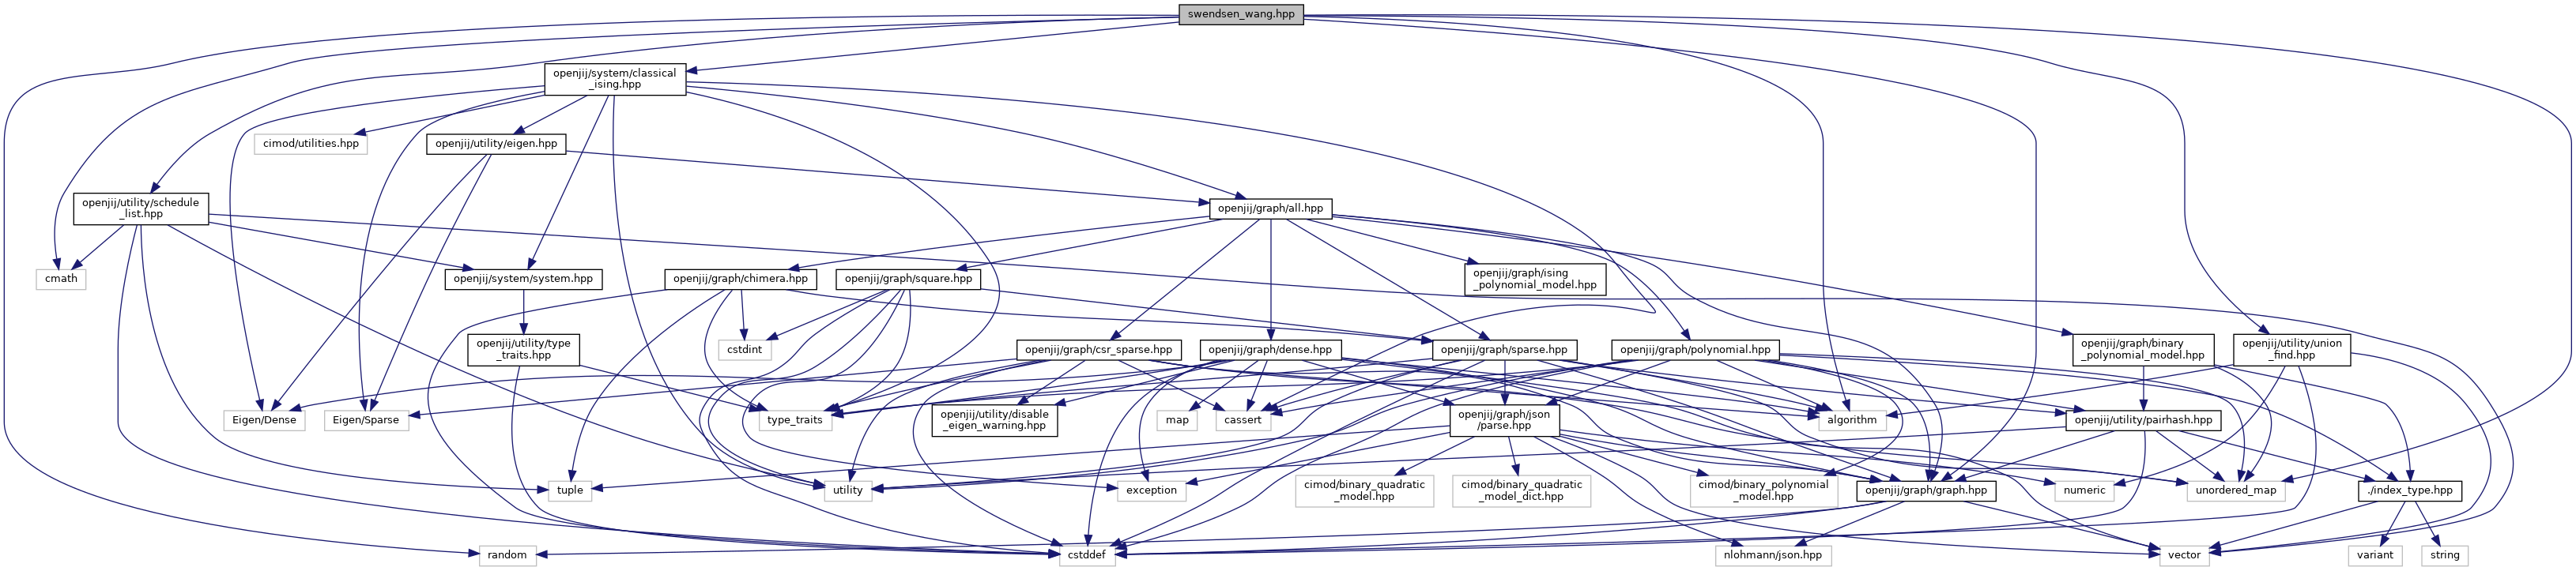 swendsen_wang.hpp
openjij/system/classical
_ising.hpp
cimod/utilities.hpp
openjij/utility/eigen.hpp
openjij/utility/schedule
_list.hpp
openjij/graph/all.hpp
cmath
openjij/system/system.hpp
openjij/graph/chimera.hpp
openjij/graph/square.hpp
openjij/graph/ising
_polynomial_model.hpp
openjij/utility/type
_traits.hpp
cstdint
openjij/graph/csr_sparse.hpp
openjij/graph/dense.hpp
openjij/graph/sparse.hpp
openjij/graph/polynomial.hpp
openjij/graph/binary
_polynomial_model.hpp
openjij/utility/union
_find.hpp
Eigen/Dense
Eigen/Sparse
type_traits
openjij/utility/disable
_eigen_warning.hpp
map
cassert
openjij/graph/json
/parse.hpp
algorithm
openjij/utility/pairhash.hpp
tuple
utility
exception
cimod/binary_quadratic
_model.hpp
cimod/binary_quadratic
_model_dict.hpp
cimod/binary_polynomial
_model.hpp
openjij/graph/graph.hpp
numeric
unordered_map
./index_type.hpp
random
cstddef
nlohmann/json.hpp
vector
variant
string